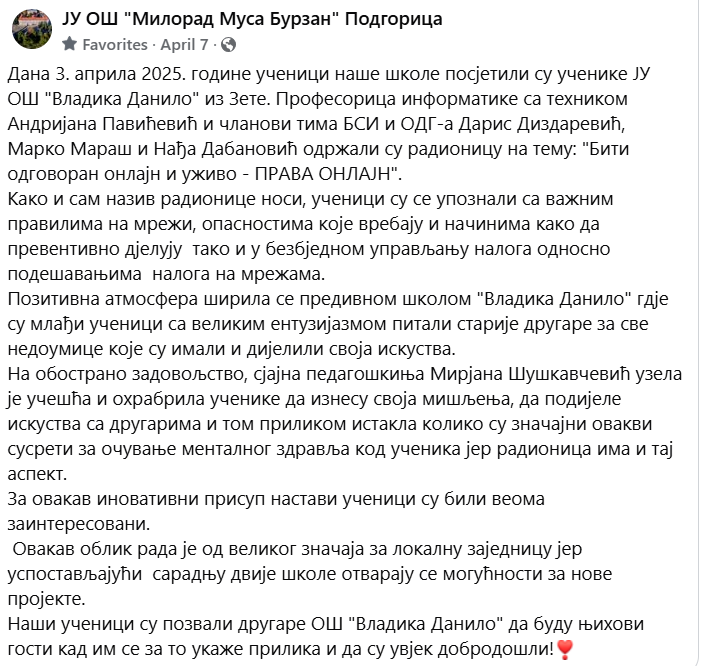 ЈУ ОШ "Милорад Муса Бурзан" Подгорица
Favorites · April 7 ·
Дана 3. априла 2025. године ученици наше школе посјетили су ученике ЈУ
ОШ "Владика Данило" из Зете. Професорица информатике са техником
Андријана Павићевић и чланови тима БСИ и ОДГ-а Дарис Диздаревић,
Марко Мараш и Нађа Дабановић одржали су радионицу на тему: "Бити
одговоран онлајн и уживо - ПРАВА ОНЛАЈН".
Како и сам назив радионице носи, ученици су се упознали са важним
правилима на мрежи, опасностима које вребају и начинима како да
превентивно дјелују  тако и у безбједном управљању налога односно
подешавањима  налога на мрежама.
Позитивна атмосфера ширила се предивном школом "Владика Данило" гдје
су млађи ученици са великим ентузијазмом питали старије другаре за све
недоумице које су имали и дијелили своја искуства.
На обострано задовољство, сјајна педагошкиња Мирјана Шушкавчевић узела
је учешћа и охрабрила ученике да изнесу своја мишљења, да подијеле
искуства са другарима и том приликом истакла колико су значајни овакви
сусрети за очување менталног здравља код ученика јер радионица има и тај
аспект.
За овакав иновативни присуп настави ученици су били веома
заинтересовани.
Овакав облик рада је од великог значаја за локалну заједницу јер
успостављајући  сарадњу двије школе отварају се могућности за нове
пројекте.
Наши ученици су позвали другаре ОШ "Владика Данило" да буду њихови
гости кад им се за то укаже прилика и да су увјек добродошли!❣️